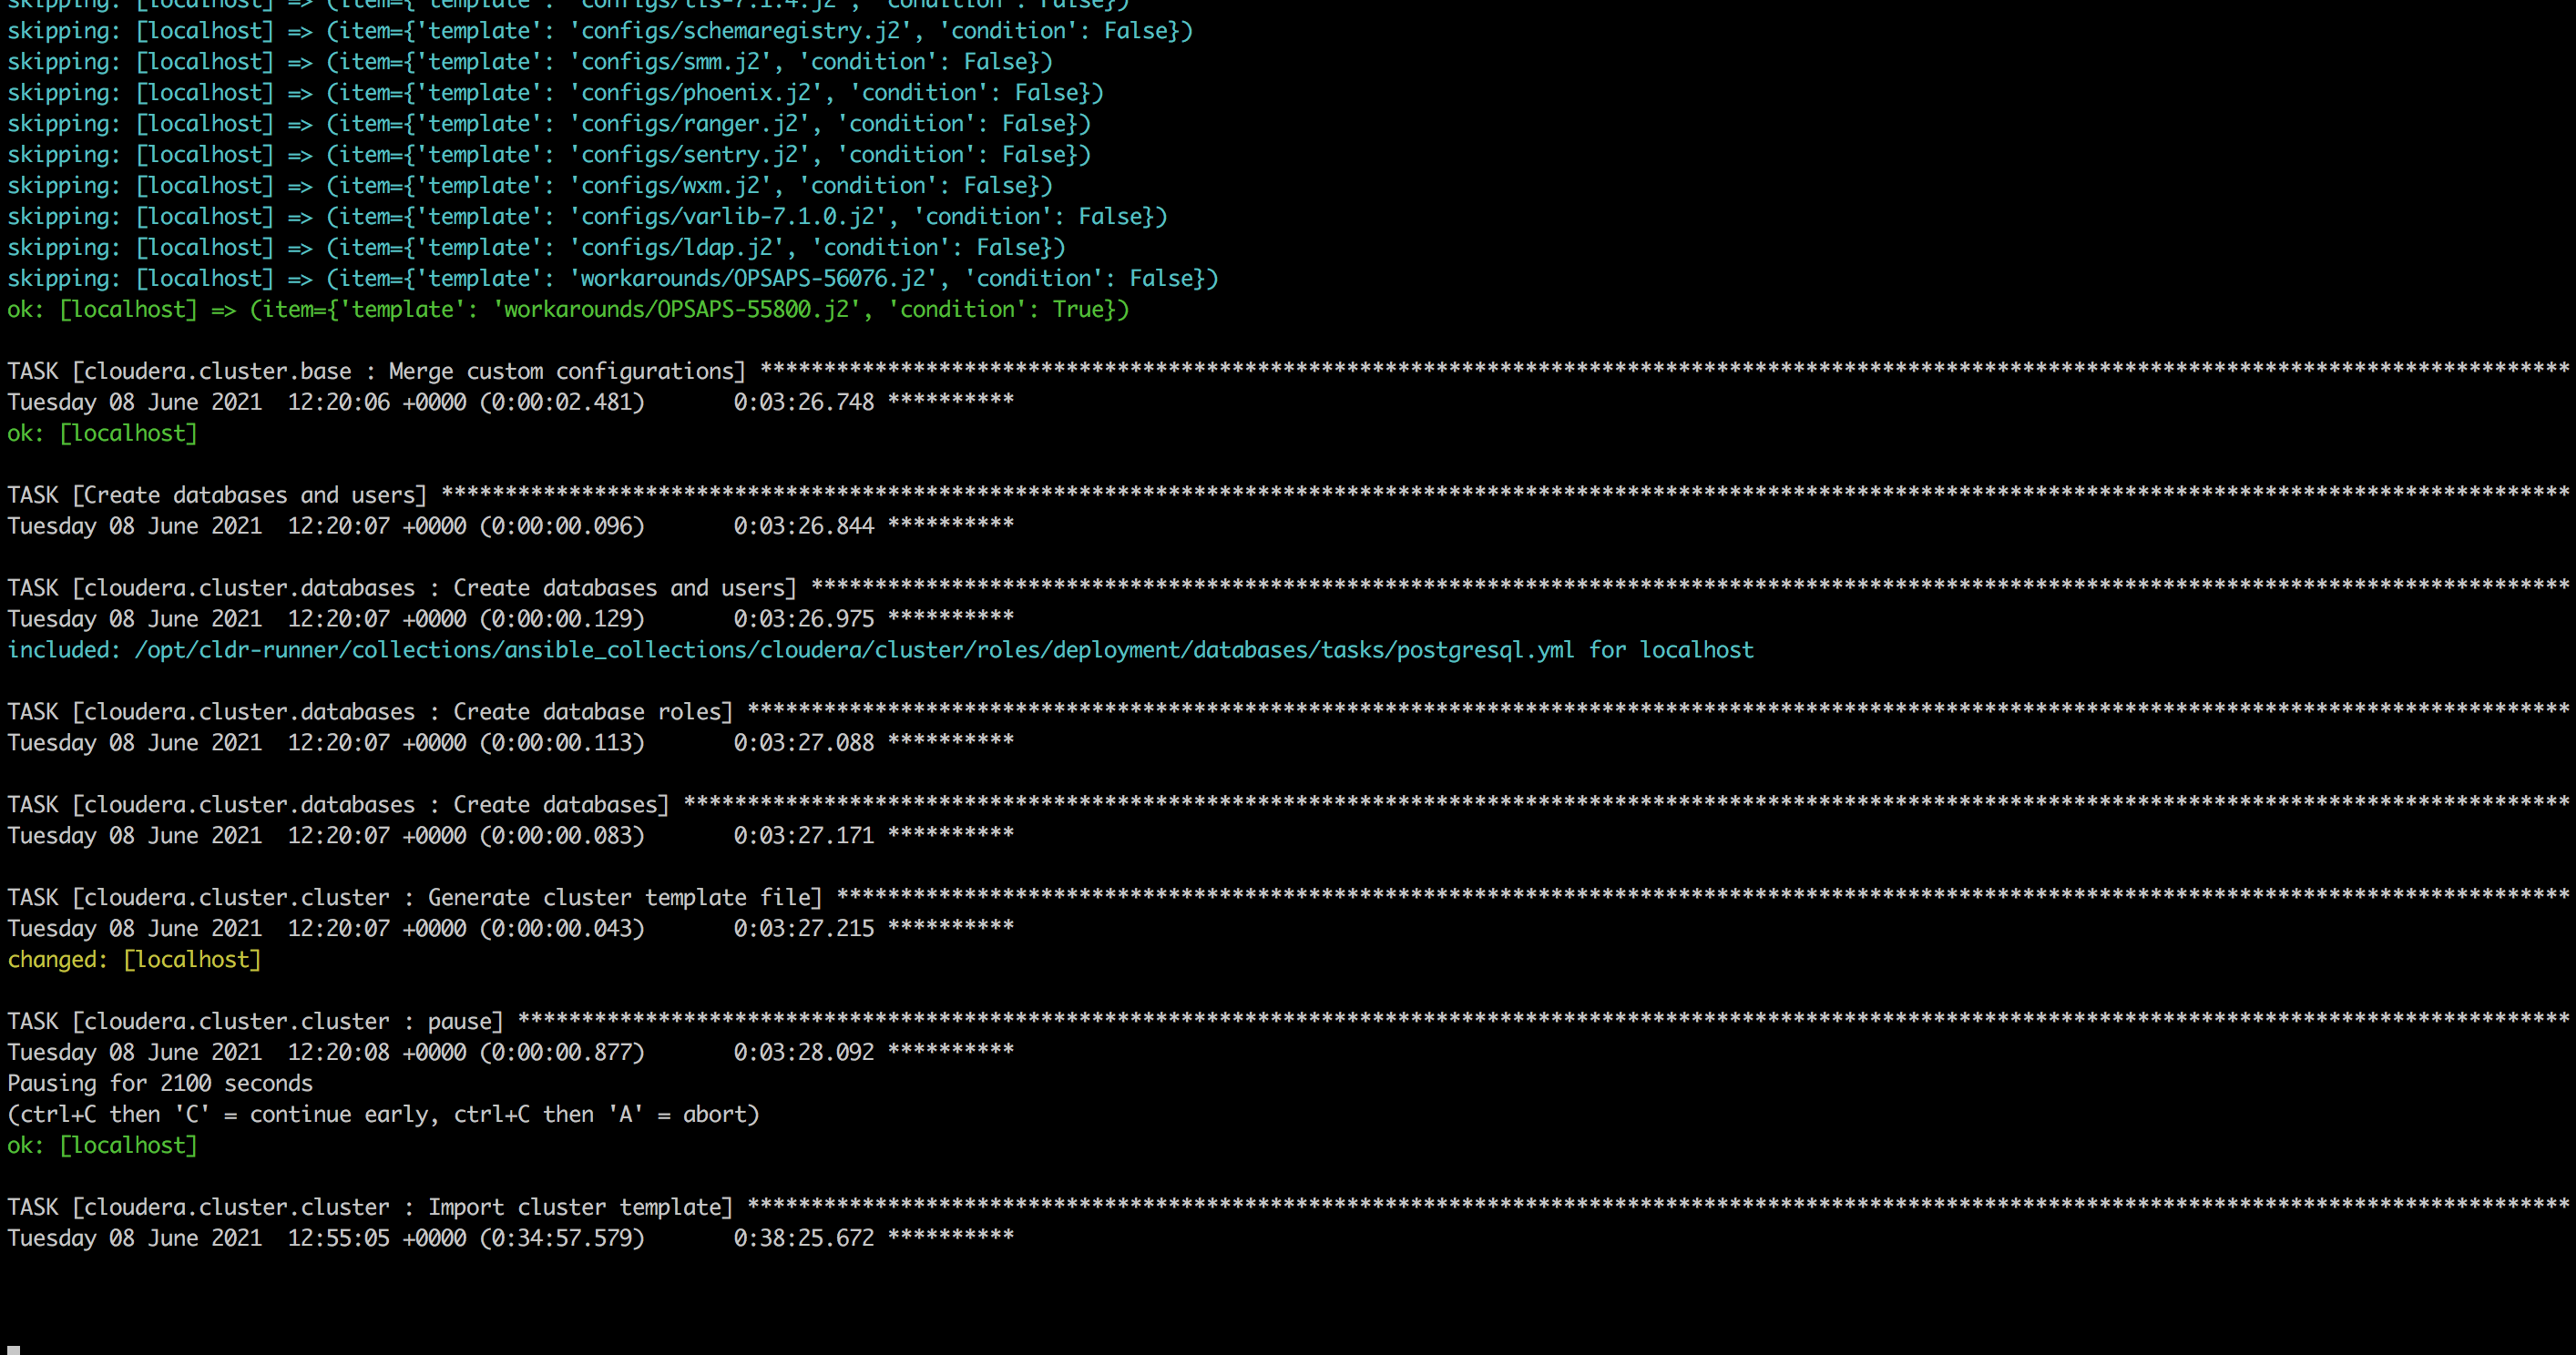 skipping: [localhost] => (item={'template': 'configs/tls-7.1.4.j2', 'condition': False})
skipping: [localhost] => (item={'template': 'configs/schemaregistry.j2', 'condition': False})
skipping: [localhost] => (item={'template': 'configs/smm.j2', 'condition': False})
skipping: [localhost] => (item={'template': 'configs/phoenix.j2', 'condition': False})
skipping: [localhost] => (item={'template': 'configs/ranger.j2', 'condition': False})
skipping: [localhost] => (item={'template': 'configs/sentry.j2', 'condition': False})
skipping: [localhost] => (item={'template': 'configs/wxm.j2', 'condition': False})
skipping: [localhost] => (item={'template': 'configs/varlib-7.1.0.j2', 'condition': False})
skipping: [localhost] => (item={'template': 'configs/ldap.j2', 'condition': False})
skipping: [localhost] => (item={'template': 'workarounds/OPSAPS-56076.j2', 'condition': False})
ok: [localhost] => (item={'template': 'workarounds/OPSAPS-55800.j2', 'condition': True})
TASK [cloudera.cluster.base : Merge custom configurations] **********************************************************************************************************************************************
Tuesday 08 June 2021  12:20:06 +0000 (0:00:02.481)       0:03:26.748 **********
ok: [localhost]
TASK [Create databases and users] ***********************************************************************************************************************************************************************
Tuesday 08 June 2021  12:20:07 +0000 (0:00:00.096)       0:03:26.844 **********
TASK [cloudera.cluster.databases : Create databases and users] ******************************************************************************************************************************************
Tuesday 08 June 2021  12:20:07 +0000 (0:00:00.129)       0:03:26.975 **********
included: /opt/cldr-runner/collections/ansible_collections/cloudera/cluster/roles/deployment/databases/tasks/postgresql.yml for localhost
TASK [cloudera.cluster.databases : Create database roles] ***********************************************************************************************************************************************
Tuesday 08 June 2021  12:20:07 +0000 (0:00:00.113)       0:03:27.088 **********
TASK [cloudera.cluster.databases : Create databases] ****************************************************************************************************************************************************
Tuesday 08 June 2021  12:20:07 +0000 (0:00:00.083)       0:03:27.171 **********
TASK [cloudera.cluster.cluster : Generate cluster template file] ****************************************************************************************************************************************
Tuesday 08 June 2021  12:20:07 +0000 (0:00:00.043)       0:03:27.215 **********
changed: [localhost]
TASK [cloudera.cluster.cluster : pause] *****************************************************************************************************************************************************************
Tuesday 08 June 2021  12:20:08 +0000 (0:00:00.877)       0:03:28.092 **********
Pausing for 2100 seconds
(ctrl+C then 'C' = continue early, ctrl+C then 'A' = abort)
ok: [localhost]
TASK [cloudera.cluster.cluster : Import cluster template] ***********************************************************************************************************************************************
Tuesday 08 June 2021  12:55:05 +0000 (0:34:57.579)       0:38:25.672 **********